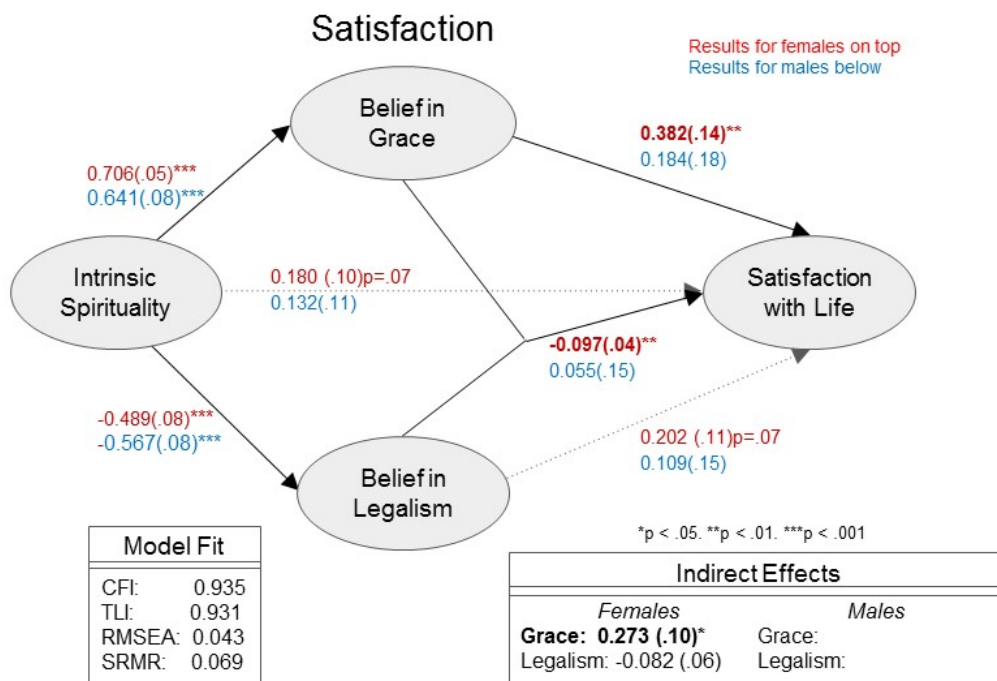 Satisfaction
Results for females on top
Results for males below
Belief in
Grace
0.382(.14)**
0.184(.18)
0.706(.05)***
0.641(.08)***
Intrinsic
Spirituality
0.180 (.10)p=.07
0.132(.11)
Satisfaction
with Life
-0.097(.04)**
0.055(.15)
-0.489(.08)***
-0.567(.08)***
0.202 (.11)p=.07
0.109(.15)
Belief in
Legalism
*p < .05. **p < .01. ***p < .001
Model Fit
CFI: 0.935
TLI: 0.931
RMSEA: 0.043
SRMR: 0.069
Indirect Effects
Females Males
Grace: 0.273 (.10)* Grace:
Legalism: -0.082 (.06) Legalism: